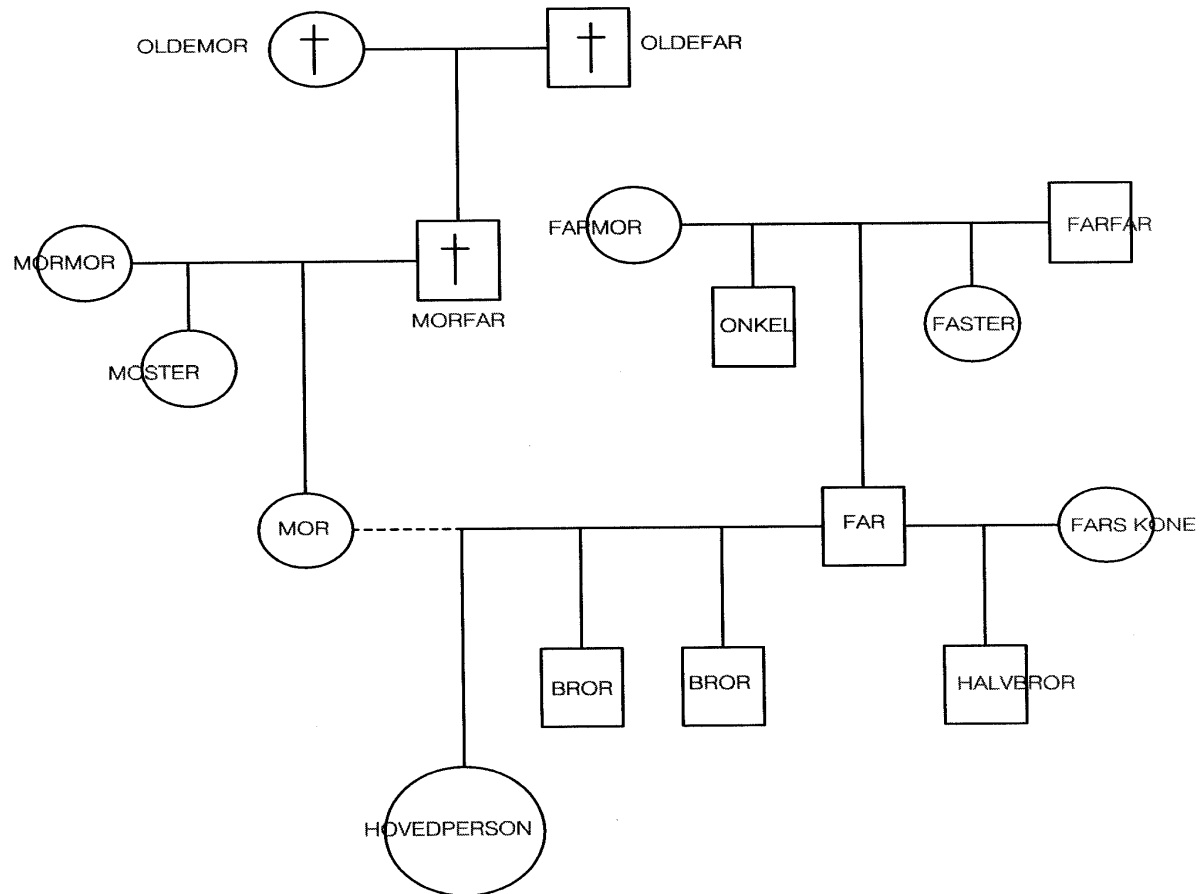 OLDEMOR
OLDEFAR
FARMOR
FARFAR
MORMOR
MORFAR
ONKEL
FASTER
MOSTER
MOR
FAR
FARS KONE
BROR
BROR
HALVBROR
HOVEDPERSON